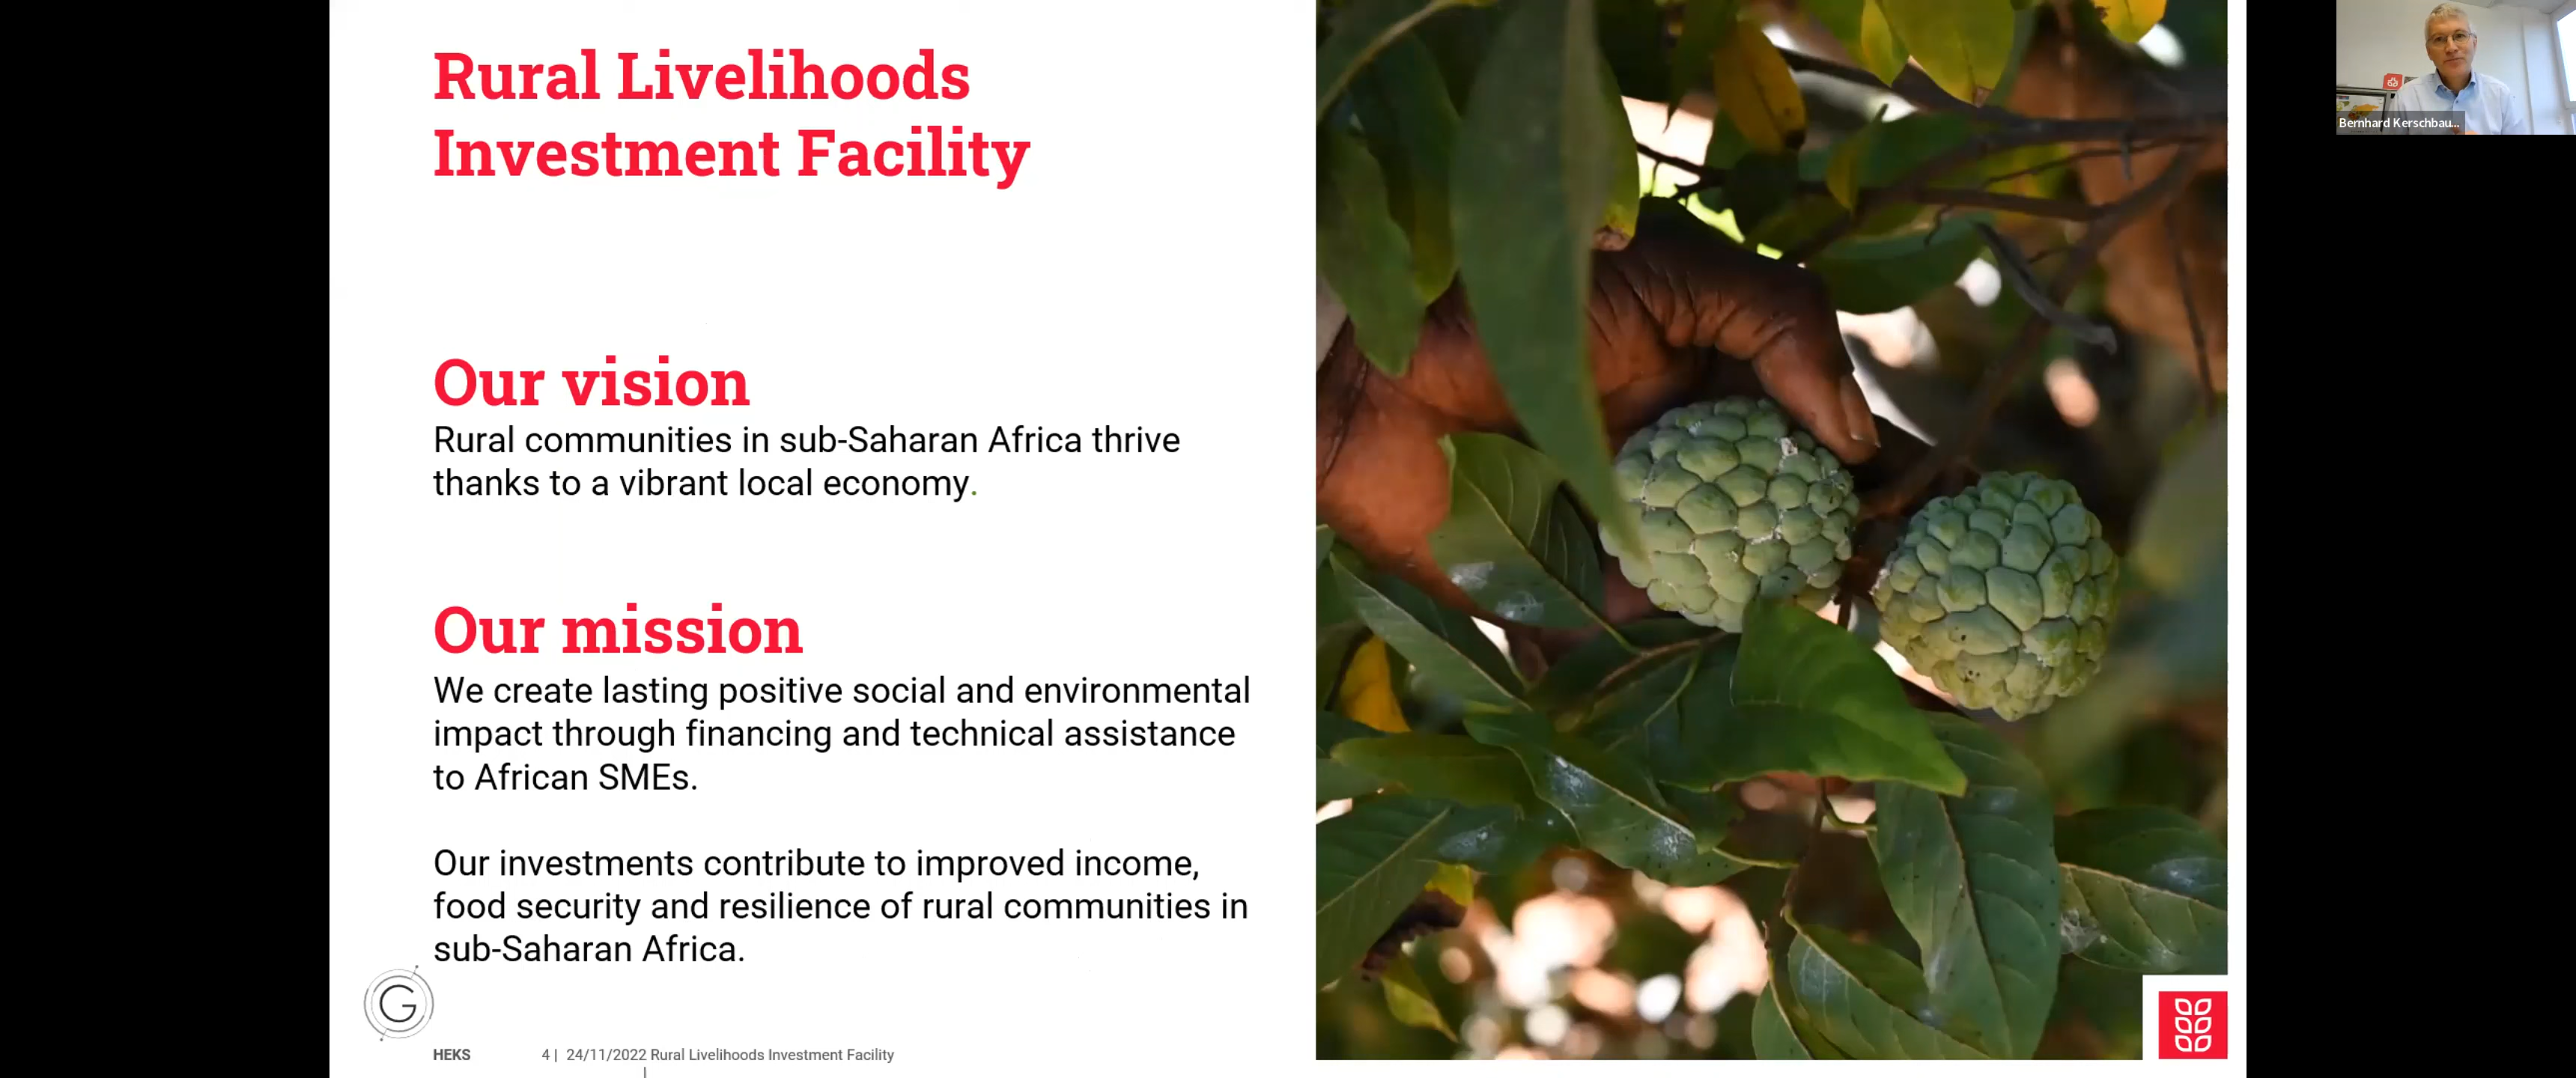 Rural Livelihoods
Investment Facility
Our vision
Rural communities in sub-Saharan Africa thrive
thanks to a vibrant local economy.
Our mission
We create lasting positive social and environmental
impact through financing and technical assistance
to African SMEs.
Our investments contribute to improved income,
food security and resilience of rural communities in
sub-Saharan Africa.
G
HEKS 4 | 24/11/2022 Rural Livelihoods Investment Facility
Bernhard Kerschbau...